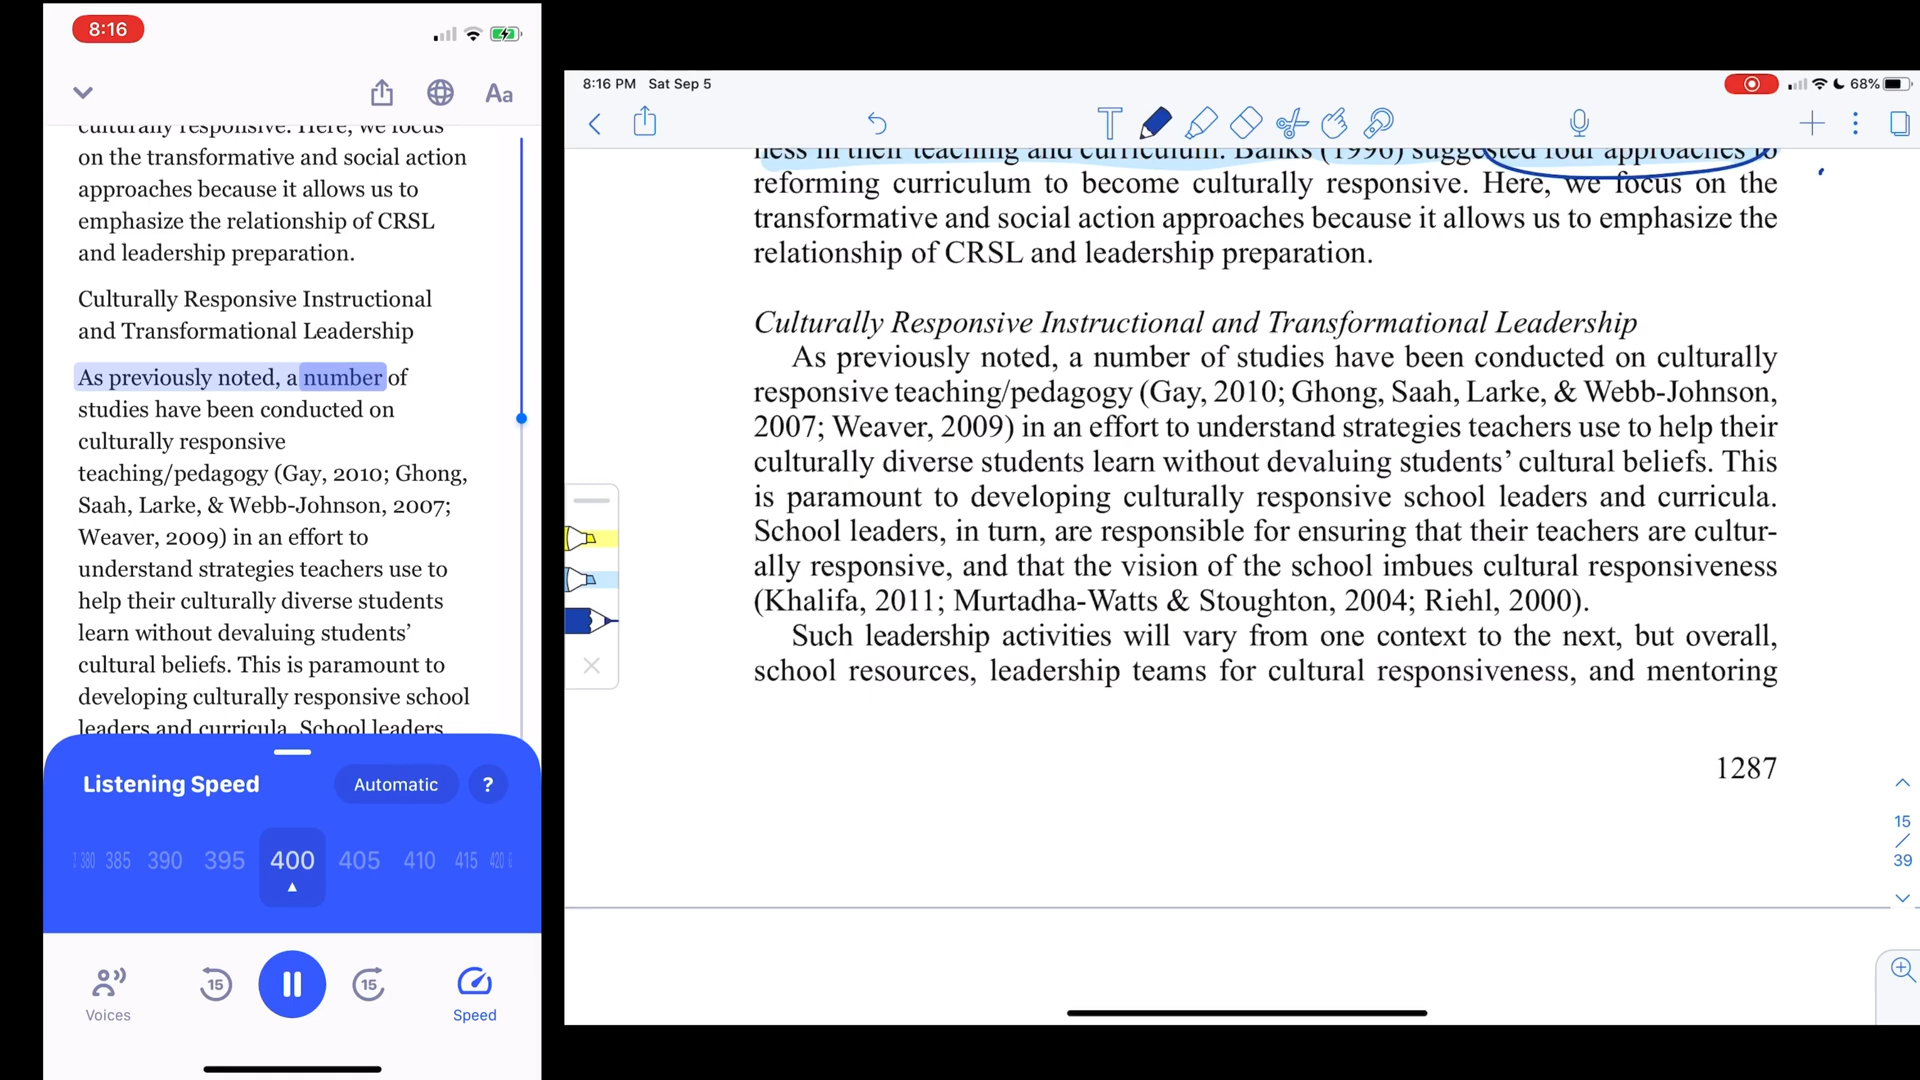 8:16
Aa
culturally responsive. Here, we focus
on the transformative and social action
approaches because it allows us to
emphasize the relationship of CRSL
and leadership preparation.
Culturally Responsive Instructional
and Transformational Leadership
As previously noted, a number of
studies have been conducted on
culturally responsive
teaching/pedagogy (Gay, 2010; Ghong,
Saah, Larke, & Webb-Johnson, 2007;
Weaver, 2009) in an effort to
understand strategies teachers use to
help their culturally diverse students
learn without devaluing students’
cultural beliefs. This is paramount to
developing culturally responsive school
leaders and curricula. School leaders,
Listening Speed
Automatic
?
380 385 390 395 400 405 410 415 420
15
15
Voices
Speed
8:16 PM Sat Sep 5
68%
T
ness in their teaching and curriculum. Banks (1996) suggested four approaches to
reforming curriculum to become culturally responsive. Here, we focus on the
transformative and social action approaches because it allows us to emphasize the
relationship of CRSL and leadership preparation.
Culturally Responsive Instructional and Transformational Leadership
As previously noted, a number of studies have been conducted on culturally
responsive teaching/pedagogy (Gay, 2010; Ghong, Saah, Larke, & Webb-Johnson,
2007; Weaver, 2009) in an effort to understand strategies teachers use to help their
culturally diverse students learn without devaluing students’ cultural beliefs. This
is paramount to developing culturally responsive school leaders and curricula.
School leaders, in turn, are responsible for ensuring that their teachers are cultur-
ally responsive, and that the vision of the school imbues cultural responsiveness
(Khalifa, 2011; Murtadha-Watts & Stoughton, 2004; Riehl, 2000).
Such leadership activities will vary from one context to the next, but overall,
school resources, leadership teams for cultural responsiveness, and mentoring
1287
15
/
39